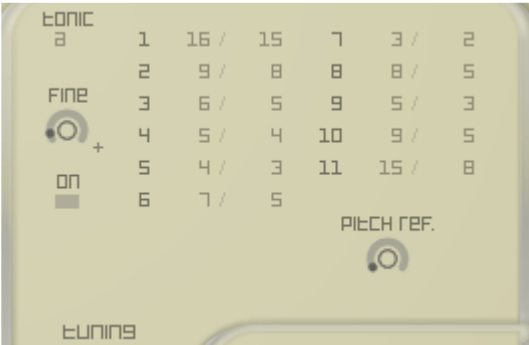 tonic
a
1 16 / 15 7 3 / 2
2 9 / 8 8 8 / 5
3 6 / 5 9 5 / 3
4 5 / 4 10 9 / 5
5 4 / 3 11 15 / 8
6 7 / 5
Fine
+
on
Pitch ref.
tuning